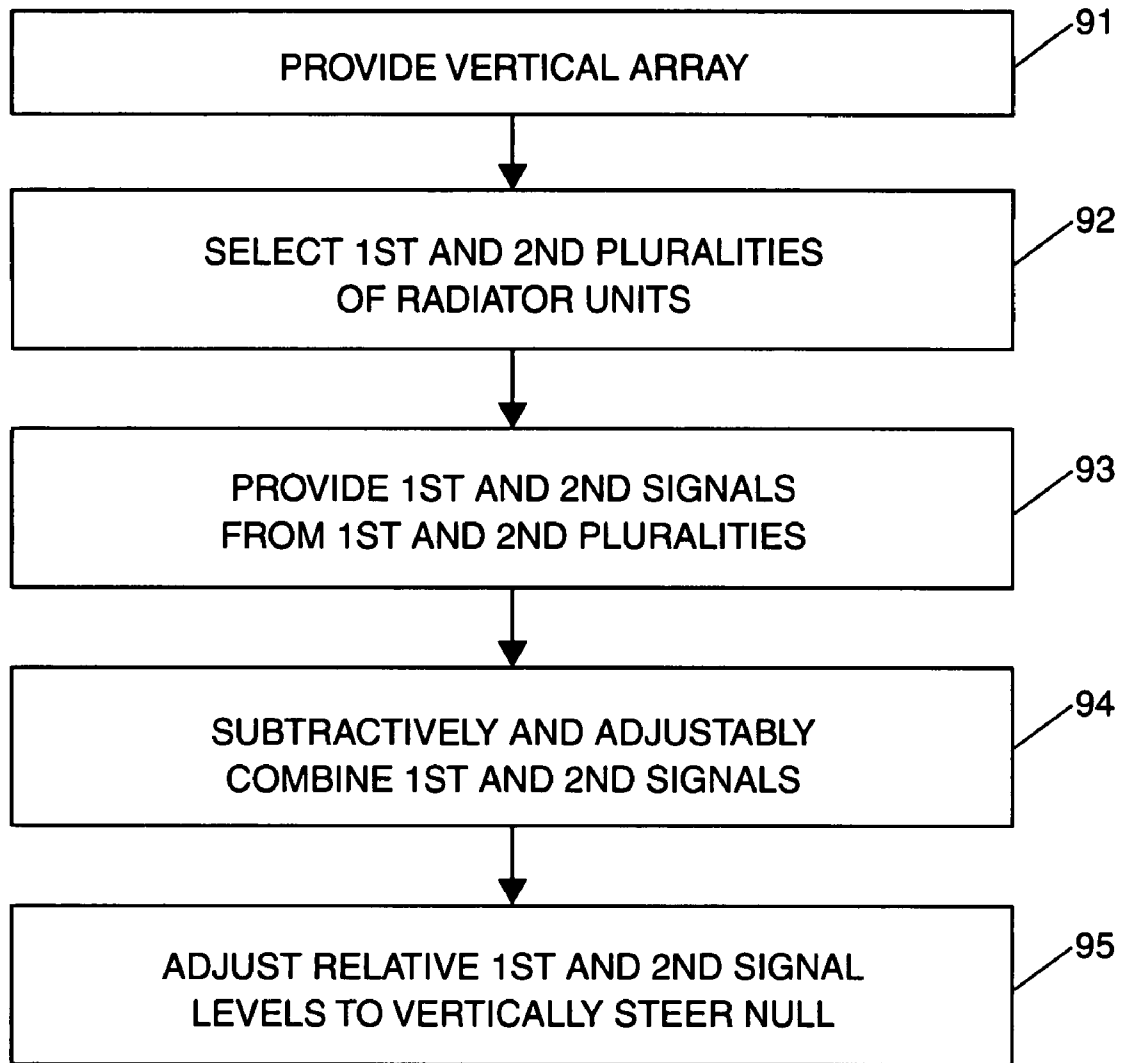 91
PROVIDE VERTICAL ARRAY
92
SELECT 1ST AND 2ND PLURALITIES
OF RADIATOR UNITS
93
PROVIDE 1ST AND 2ND SIGNALS
FROM 1ST AND 2ND PLURALITIES
94
SUBTRACTIVELY AND ADJUSTABLY
COMBINE 1ST AND 2ND SIGNALS
95
ADJUST RELATIVE 1ST AND 2ND SIGNAL
LEVELS TO VERTICALLY STEER NULL